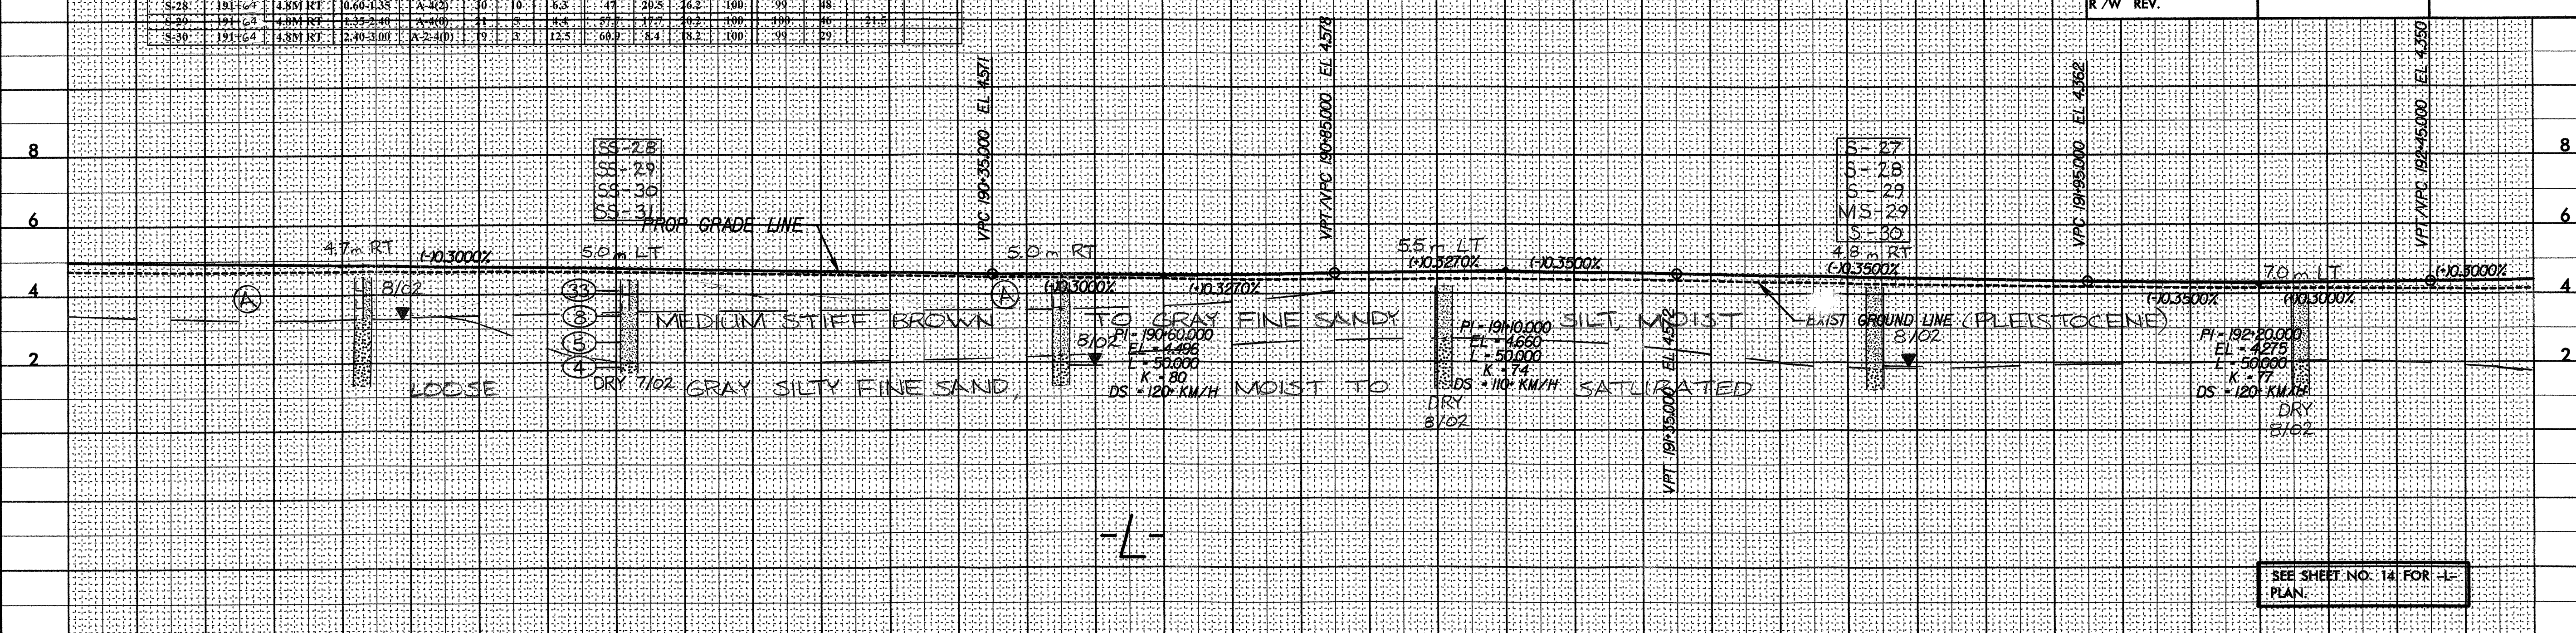 R /W REV.
S-28 191+64 4.8M RT 0.60-1.35 A-4(2) 30 10 6.3 47 20.5 26.2 100 99 48
S-29 191+64 4.8M RT 1.35-2.40 A-4(0) 21 5 4.4 57.7 17.7 20.2 100 100 46 21.5
S-30 191+64 4.8M RT 2.40-3.00 A-2-4(0) 19 3 12.5 60.9 8.4 18.2 100 99 29
VPC 190+35.000 EL 4.571
VPT/VPC 190+85.000 EL 4.578
VPC 191+95.000 EL 4.362
VPT/VPC 192+45.000 EL 4.350
8
8
SS-28
SS-29
SS-30
SS-31
S-27
S-28
S-29
MS-29
S-30
6
6
PROP GRADE LINE
4.7m RT
(-)0.3000%
5.0m LT
5.0m RT
5.5m LT
(+)0.3270%
(-)0.3500%
4.8m RT
(-)0.3500%
7.0m LT
(+)0.3000%
4
4
A
8/02
33
A
(-)0.3000%
(+)0.3270%
(-)0.3500%
(+)0.3000%
8
MEDIUM STIFF BROWN TO GRAY FINE SANDY SILT, MOIST
EXIST GROUND LINE (PLEISTOCENE)
5
8/02
PI = 190+60.000
EL = 4.496
L = 50.000
K = 80
DS = 120+ KM/H
PI = 191+10.000
EL = 4.660
L = 50.000
K = 74
DS = 110+ KM/H
8/02
PI = 192+20.000
EL = 4.275
L = 50.000
K = 77
DS = 120+ KM/H
2
2
4
DRY 7/02
LOOSE GRAY SILTY FINE SAND, MOIST TO SATURATED
VPT 191+35.000 EL 4.572
DRY
8/02
DRY
8/02
-L-
SEE SHEET NO. 14 FOR -L-
PLAN.